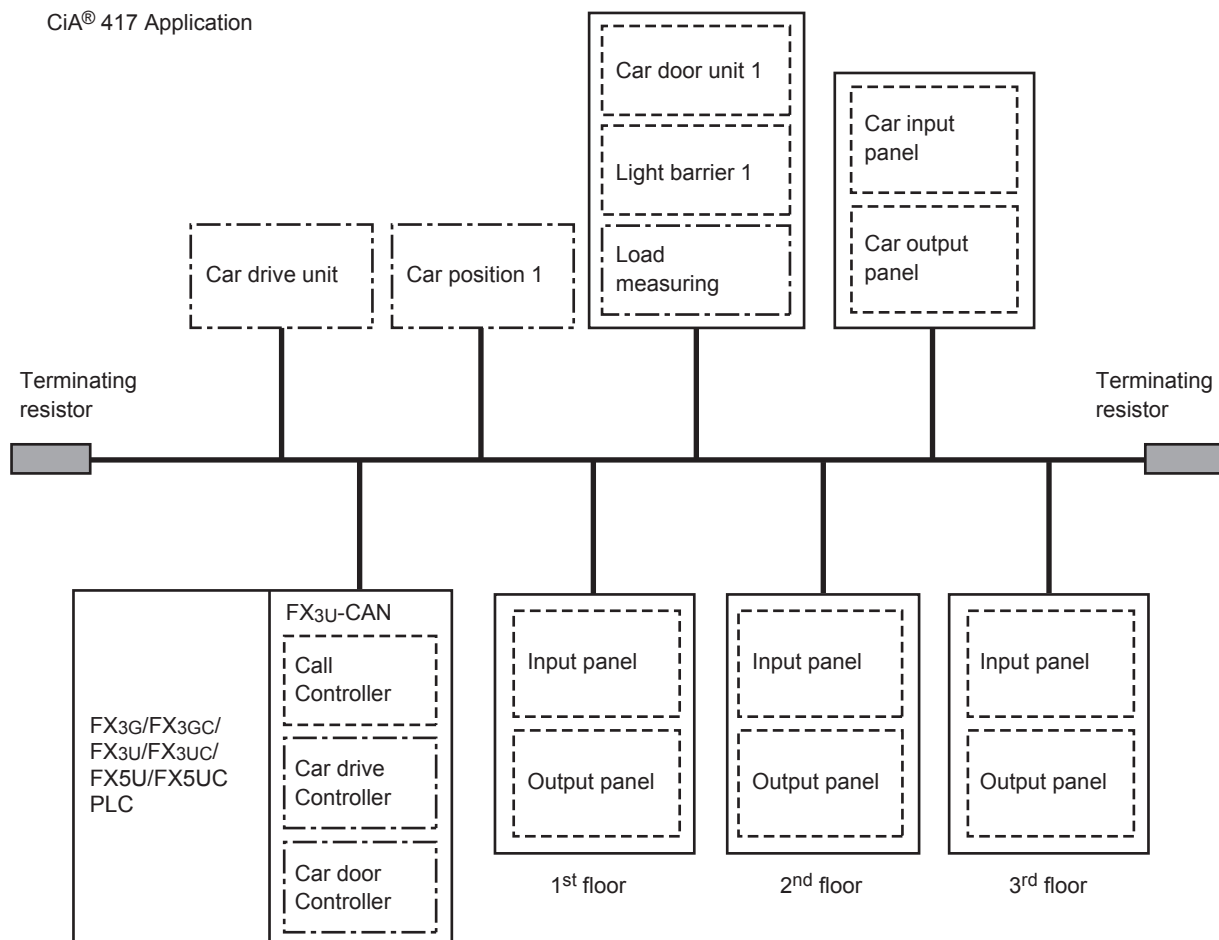 CiA® 417 Application
Car door unit 1
Light barrier 1
Load
measuring
Car input
panel
Car output
panel
Car drive unit
Car position 1
Terminating
resistor
Terminating
resistor
FX3G/FX3GC/
FX3U/FX3UC/
FX5U/FX5UC
PLC
FX3U-CAN
Call
Controller
Car drive
Controller
Car door
Controller
Input panel
Output panel
1st floor
Input panel
Output panel
2nd floor
Input panel
Output panel
3rd floor